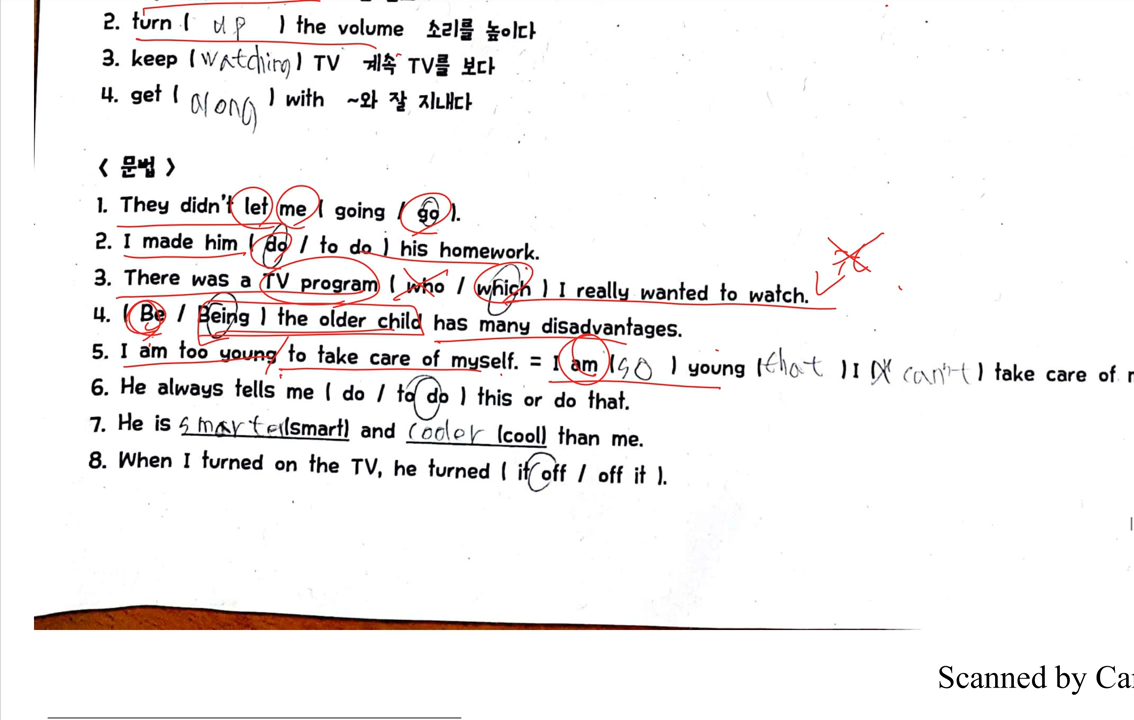 2. turn ( up ) the volume 소리를 높이다
3. keep (watching) TV 계속 TV를 보다
4. get ( along ) with ~와 잘 지내다
< 문법 >
1. They didn't let me ( going / go ).
2. I made him ( do / to do ) his homework.
3. There was a TV program ( who / which ) I really wanted to watch.
4. ( Be / Being ) the older child has many disadvantages.
5. I am too young to take care of myself. = I am (so ) young (that ) I ( can't ) take care of
6. He always tells me ( do / to do ) this or do that.
7. He is smarter(smart) and cooler (cool) than me.
8. When I turned on the TV, he turned ( it off / off it ).
Scanned by